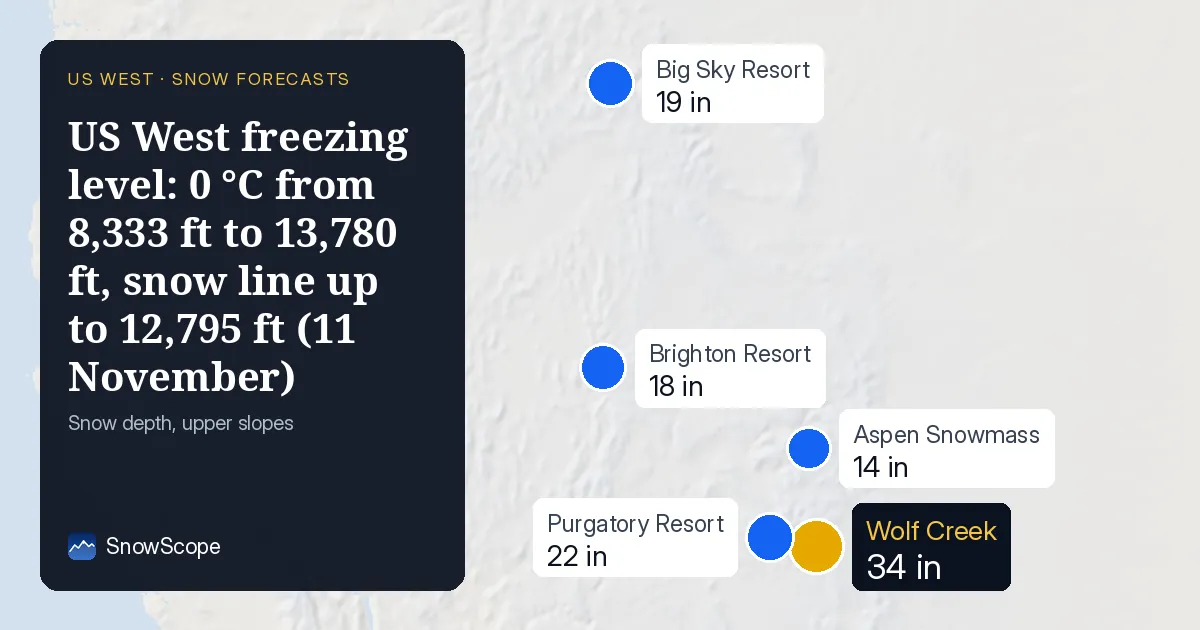 US WEST · SNOW FORECASTS
US West freezing
level: 0 °C from
8,333 ft to 13,780
ft, snow line up
to 12,795 ft (11
November)
Snow depth, upper slopes
SnowScope
Big Sky Resort
19 in
Brighton Resort
18 in
Aspen Snowmass
14 in
Purgatory Resort
22 in
Wolf Creek
34 in